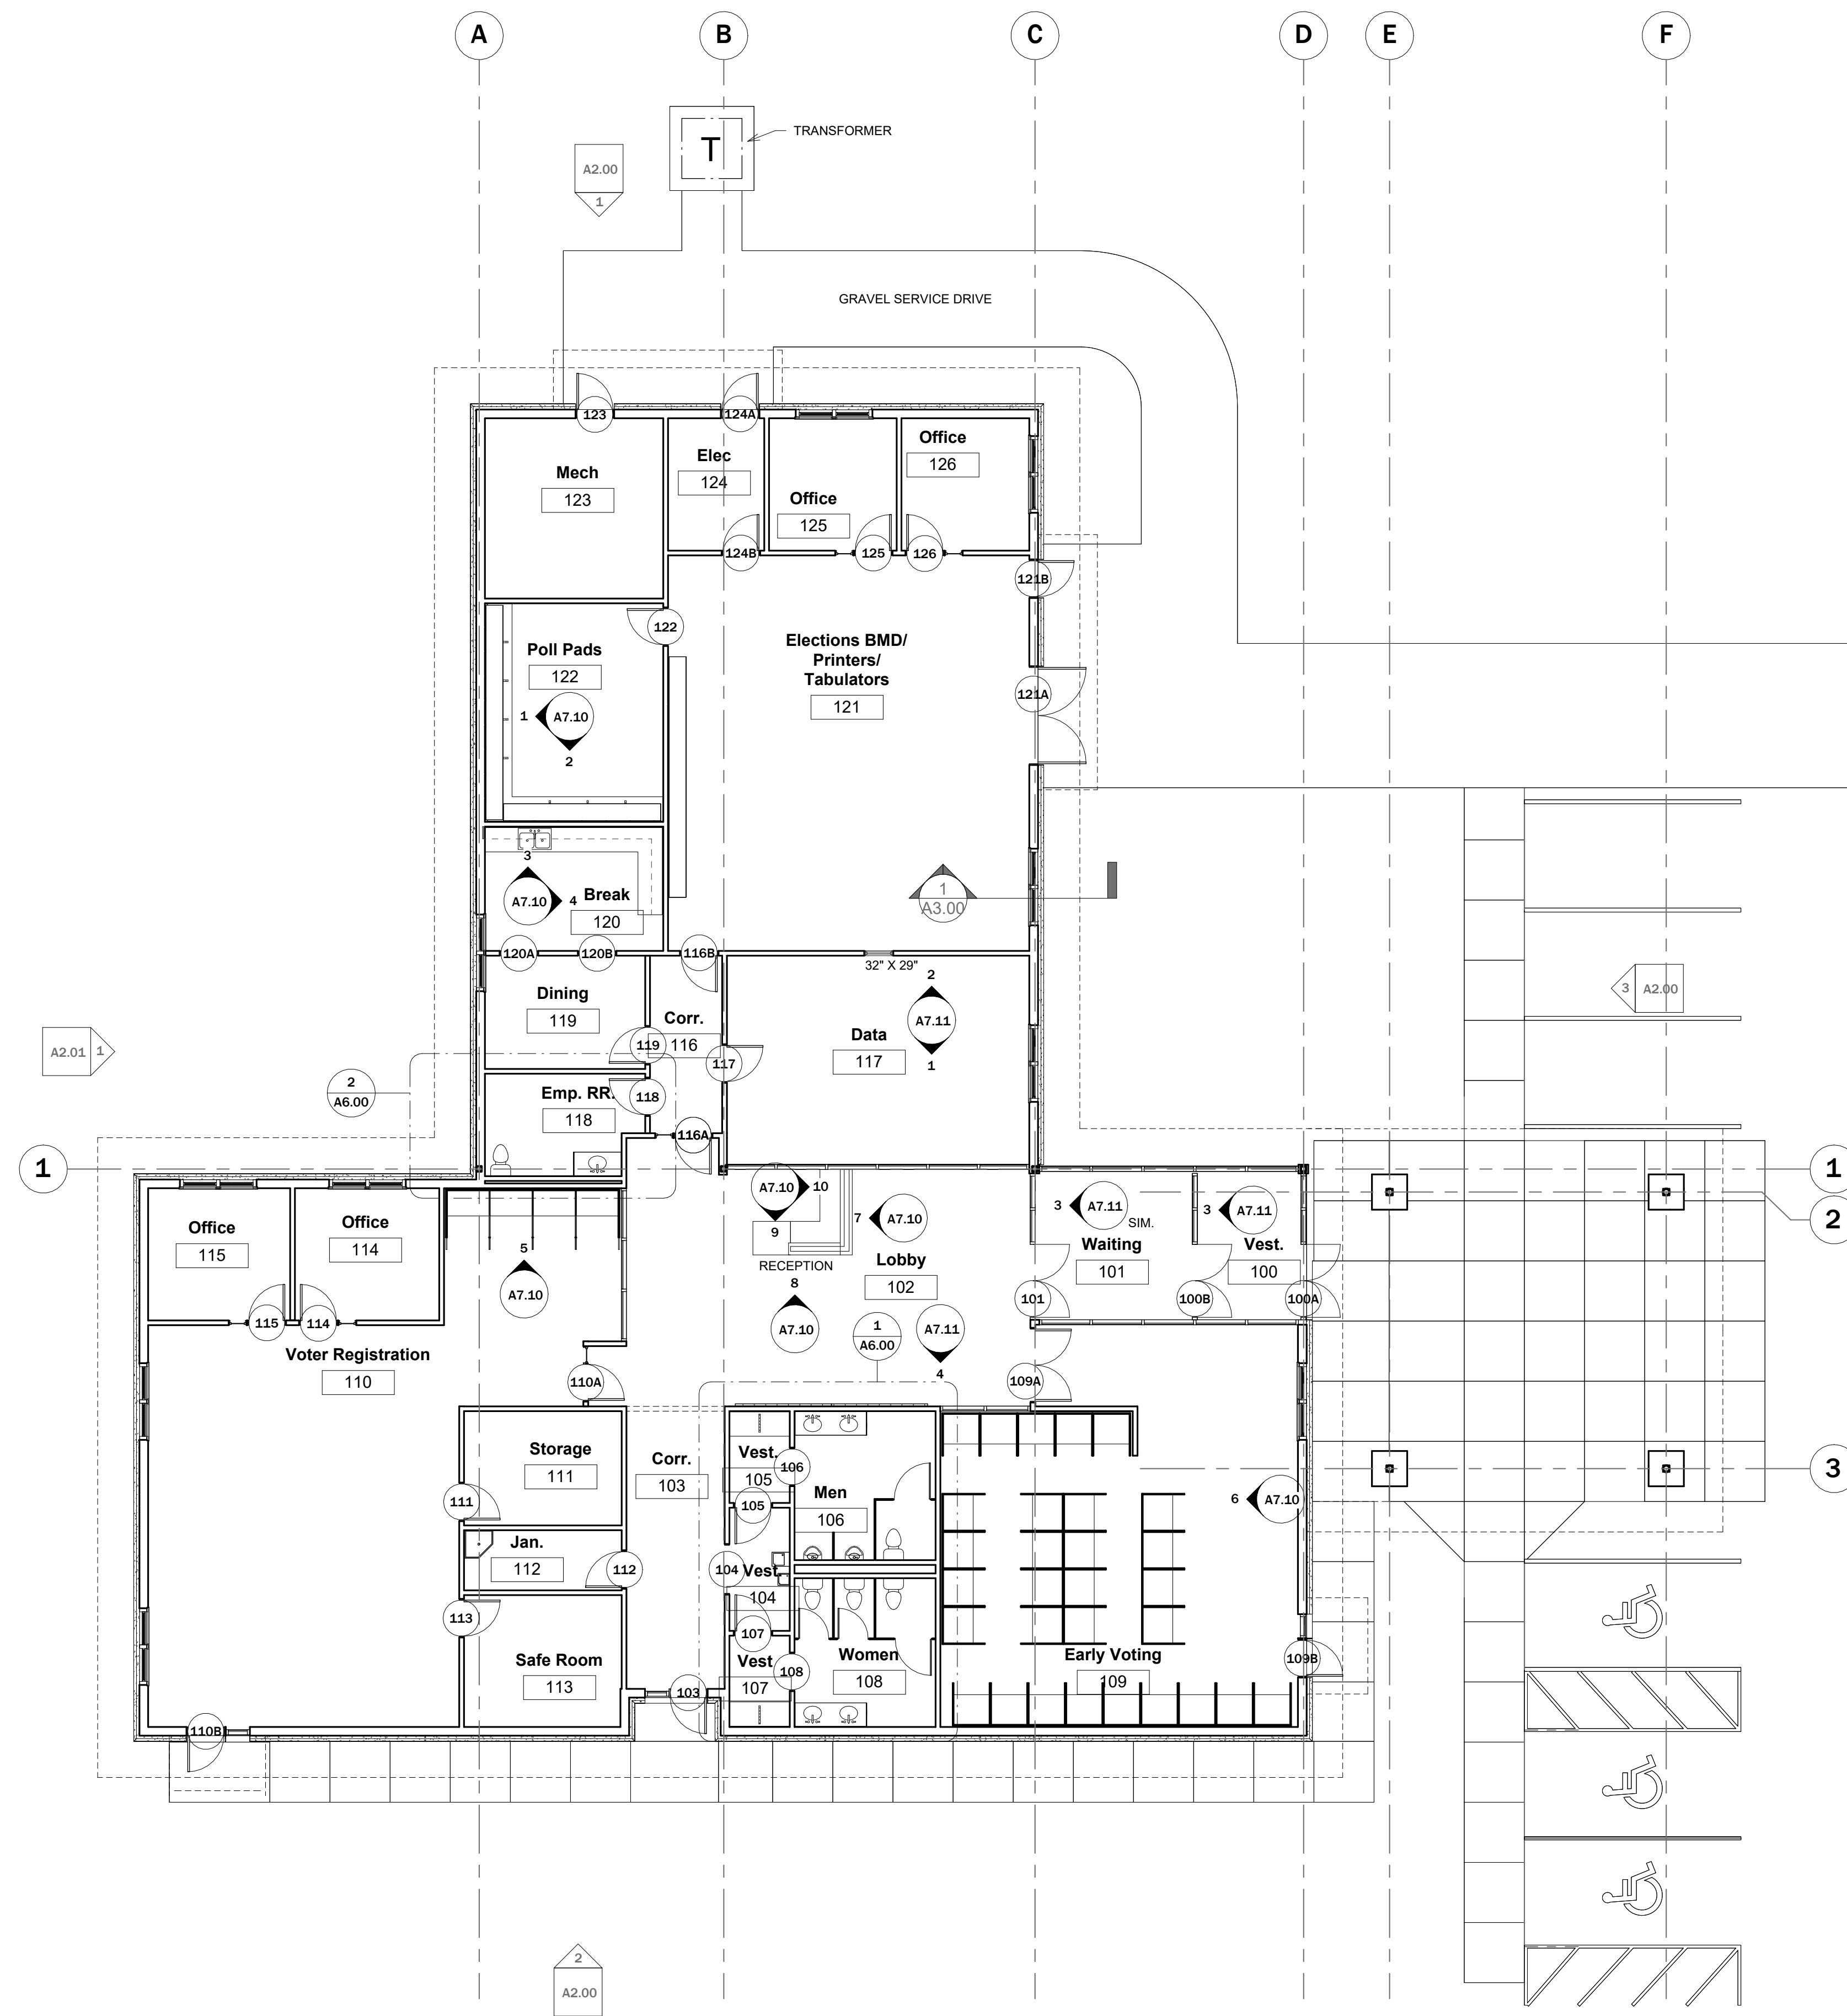 A
B
C
D
E
F
T
TRANSFORMER
A2.00
1
GRAVEL SERVICE DRIVE
123
124A
Mech
123
Elec
124
Office
125
Office
126
124B
125
126
121B
122
Poll Pads
122
Elections BMD/
Printers/
Tabulators
121
121A
1
A7.10
2
3
A7.10
4
Break
120
1
A3.00
120A
120B
116B
32" X 29"
2
A7.11
1
3
A2.00
Dining
119
Corr.
116
119
117
Data
117
A2.01
1
2
A6.00
Emp. RR.
118
118
116A
1
1
A7.10
10
9
RECEPTION
7
A7.10
3
A7.11
SIM.
3
A7.11
2
Office
115
Office
114
5
A7.10
8
A7.10
Lobby
102
Waiting
101
Vest.
100
101
100B
100A
115
114
1
A6.00
A7.11
4
Voter Registration
110
110A
109A
Storage
111
Corr.
103
Vest.
105
106
105
Men
106
3
6
A7.10
111
Jan.
112
112
104
Vest.
104
113
107
Safe Room
113
Vest
107
108
Women
108
Early Voting
109
109B
103
110B
2
A2.00